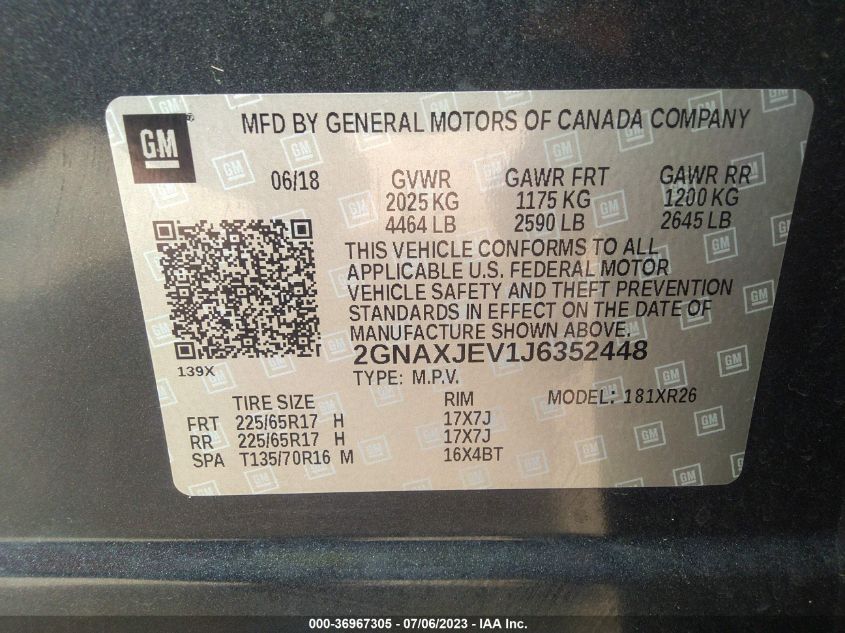 GM
®
MFD BY GENERAL MOTORS OF CANADA COMPANY
06/18 GVWR GAWR FRT GAWR RR
2025 KG 1175 KG 1200 KG
4464 LB 2590 LB 2645 LB
THIS VEHICLE CONFORMS TO ALL
APPLICABLE U.S. FEDERAL MOTOR
VEHICLE SAFETY AND THEFT PREVENTION
STANDARDS IN EFFECT ON THE DATE OF
MANUFACTURE SHOWN ABOVE.
2GNAXJEV1J6352448
139X
TYPE: M.P.V.
TIRE SIZE RIM MODEL: 181XR26
FRT 225/65R17 H 17X7J
RR 225/65R17 H 17X7J
SPA T135/70R16 M 16X4BT
000-36967305 - 07/06/2023 - IAA Inc.